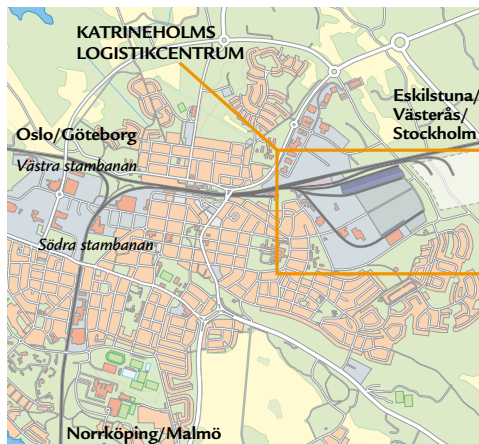 KATRINEHOLMS
LOGISTIKCENTRUM
Eskilstuna/
Västerås/
Stockholm
Oslo/Göteborg
Västra stambanan
Södra stambanan
Norrköping/Malmö